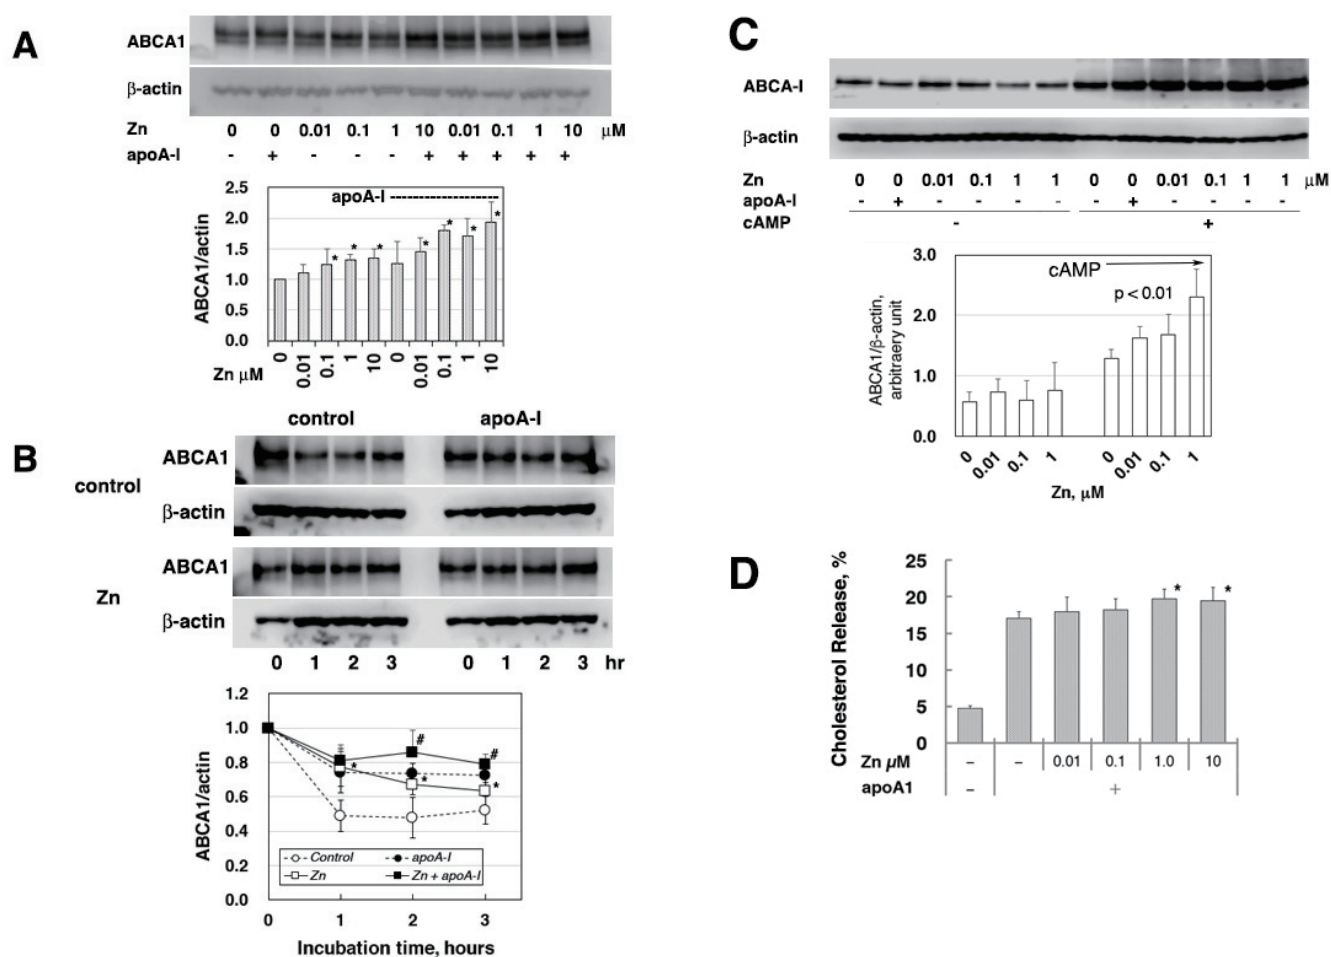 A
ABCA1
β-actin
Zn 0 0 0.01 0.1 1 10 0.01 0.1 1 10 μM
apoA-I - + - - - + + + + +
2.5
2.0
1.5
1.0
0.5
0.0
ABCA1/actin
apoA-I
* * * * * * *
0 0.01 0.1 1 10 0 0.01 0.1 1 10
Zn μM
B
control apoA-I
control
ABCA1
β-actin
Zn
ABCA1
β-actin
0 1 2 3 0 1 2 3 hr
1.2
1.0
0.8
0.6
0.4
0.2
0.0
ABCA1/actin
# #
* * *
Control apoA-I
Zn Zn + apoA-I
0 1 2 3
Incubation time, hours
C
ABCA-I
β-actin
Zn 0 0 0.01 0.1 1 1 0 0 0.01 0.1 1 1 μM
apoA-I - + - - - - - + - - - -
cAMP - +
3.0
2.0
1.0
0.0
ABCA1/β-actin,
arbitraery unit
cAMP
p < 0.01
0 0.01 0.1 1 0 0.01 0.1 1
Zn, μM
D
Cholesterol Release, %
25
20
15
10
5
0
* *
Zn μM – – 0.01 0.1 1.0 10
apoA1 – +